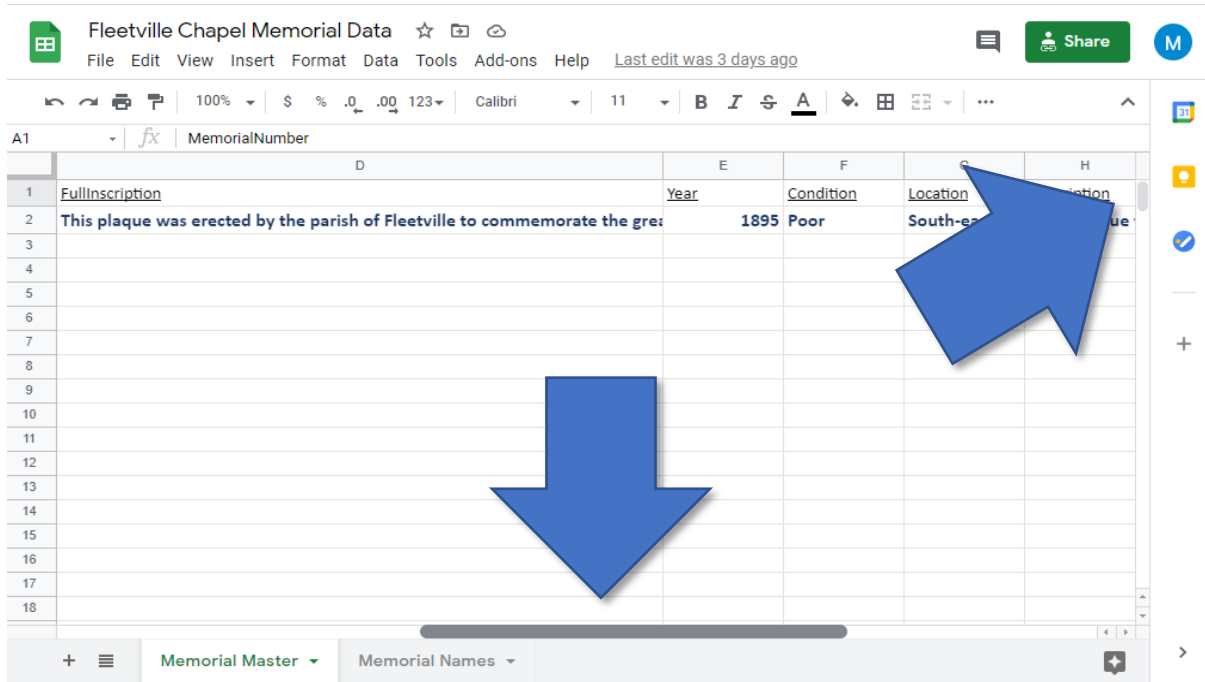 Fleetville Chapel Memorial Data
File Edit View Insert Format Data Tools Add-ons Help Last edit was 3 days ago
Share
M
100% $ % .0 .00 123 Calibri 11 B I S A ...
31
A1 fx MemorialNumber
D E F G H
1 FullInscription Year Condition Location
2 This plaque was erected by the parish of Fleetville to commemorate the 1895 Poor
3
4
5
6
7
8
9
10
11
12
13
14
15
16
17
18
+ Memorial Master Memorial Names